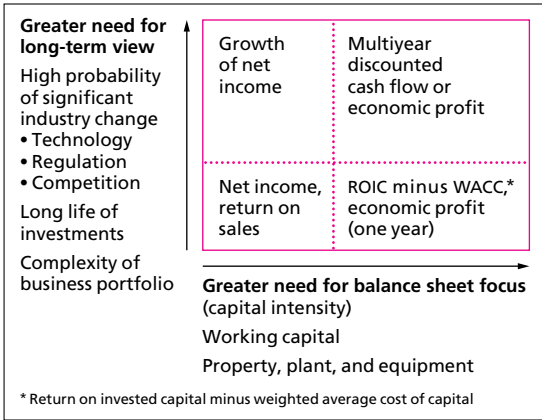 Greater need for
long-term view
High probability
of significant
industry change
• Technology
• Regulation
• Competition
Long life of
investments
Complexity of
business portfolio
Growth
of net
income
Multiyear
discounted
cash flow or
economic profit
Net income,
return on
sales
ROIC minus WACC,*
economic profit
(one year)
Greater need for balance sheet focus
(capital intensity)
Working capital
Property, plant, and equipment
* Return on invested capital minus weighted average cost of capital